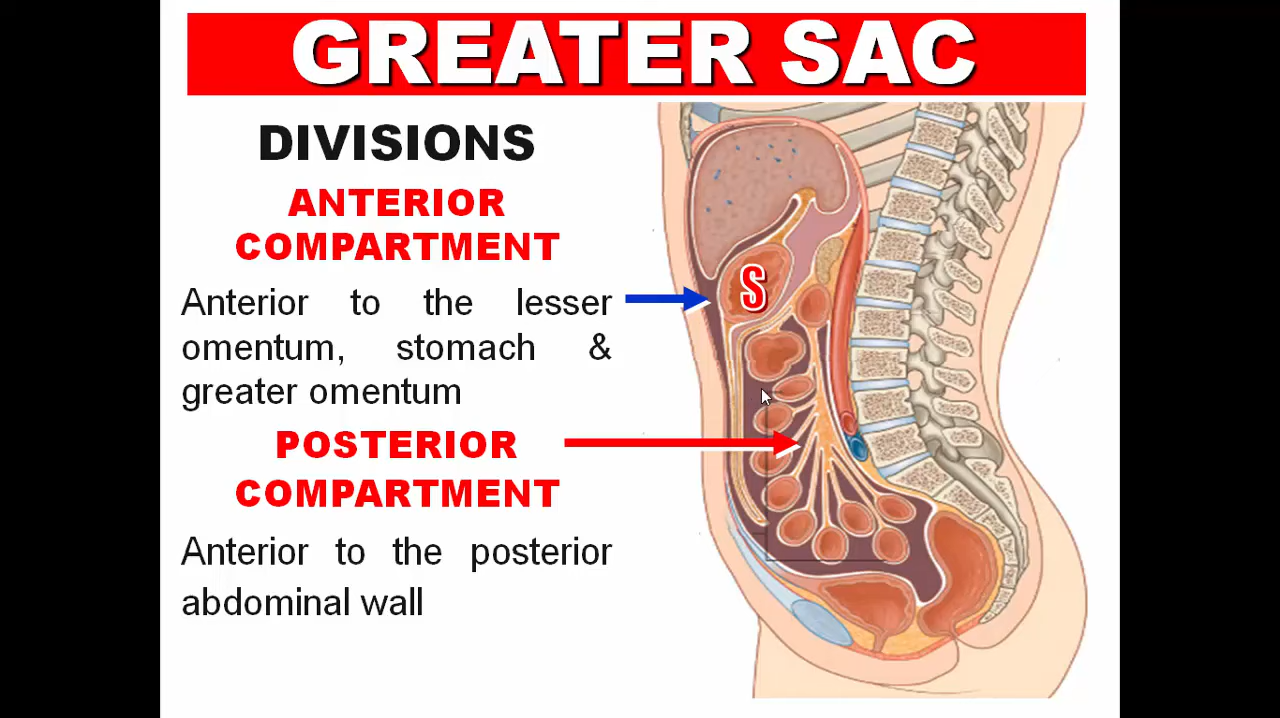 GREATER SAC
DIVISIONS
ANTERIOR
COMPARTMENT
Anterior to the lesser
omentum, stomach &
greater omentum
POSTERIOR
COMPARTMENT
Anterior to the posterior
abdominal wall
S